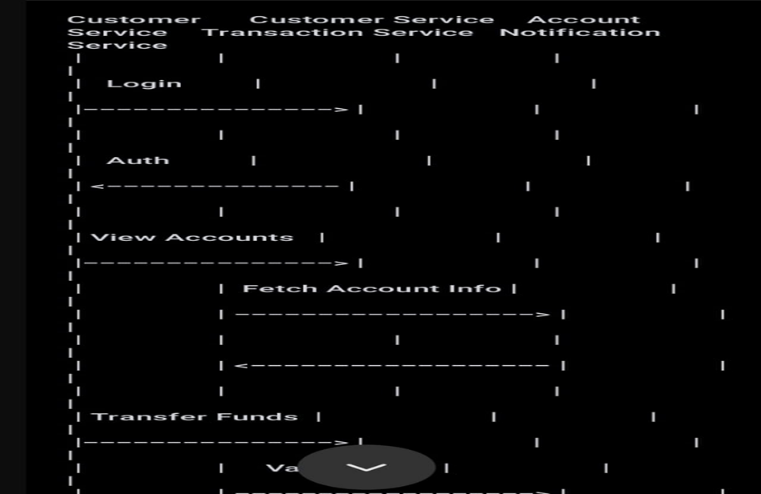 Customer Customer Service Account
Service Transaction Service Notification
Service
Login
Auth
View Accounts
Fetch Account Info
Transfer Funds